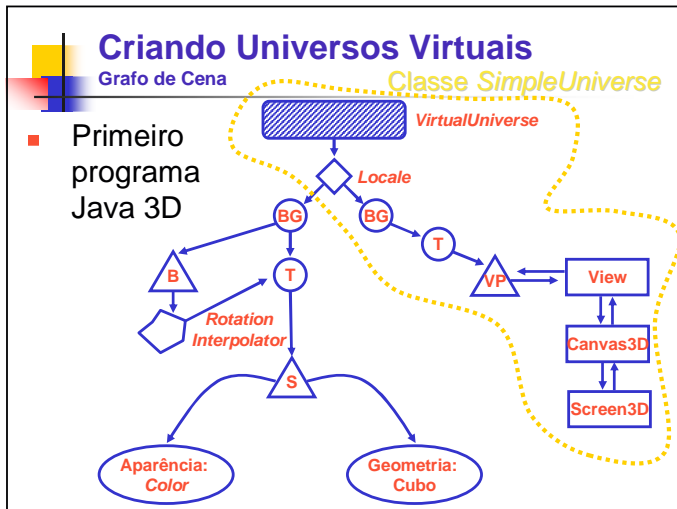 Criando Universos Virtuais
Grafo de Cena
Classe SimpleUniverse
Primeiro
programa
Java 3D
VirtualUniverse
Locale
BG
BG
T
B
T
VP
View
Rotation
Interpolator
Canvas3D
S
Screen3D
Aparência:
Color
Geometria:
Cubo